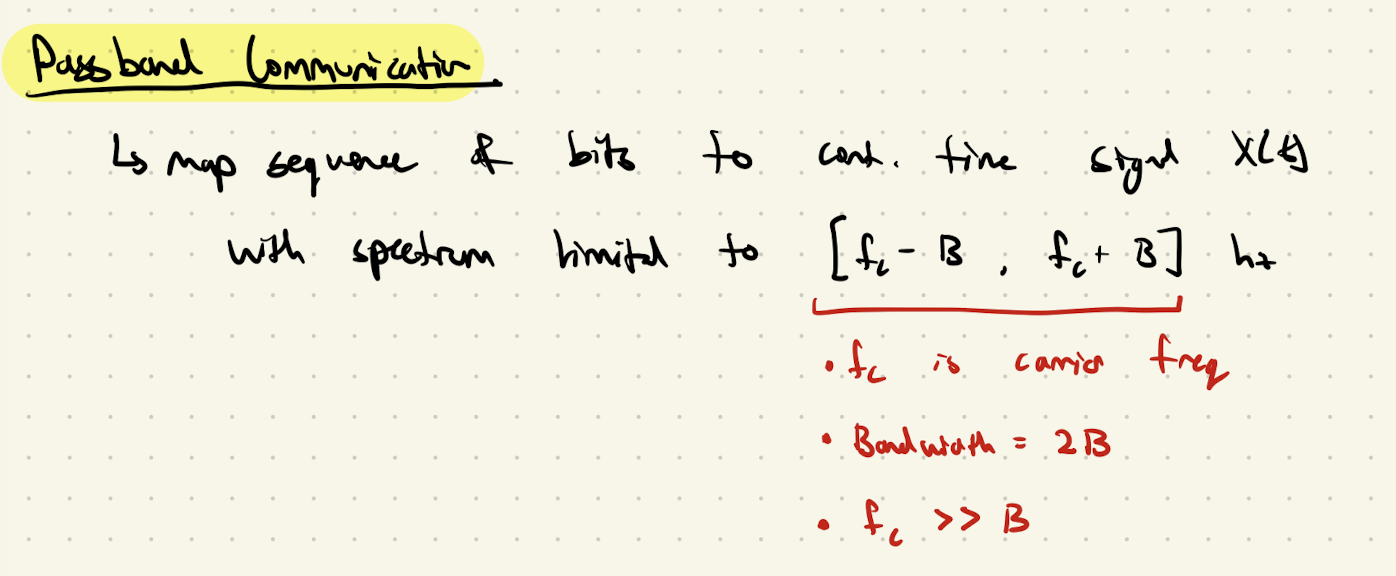 Passband Communication
↳ map sequence of bits to cont. time signal X(t)
with spectrum limited to [f_c - B , f_c + B] hz
• f_c is carrier freq
• Bandwidth = 2B
• f_c >> B